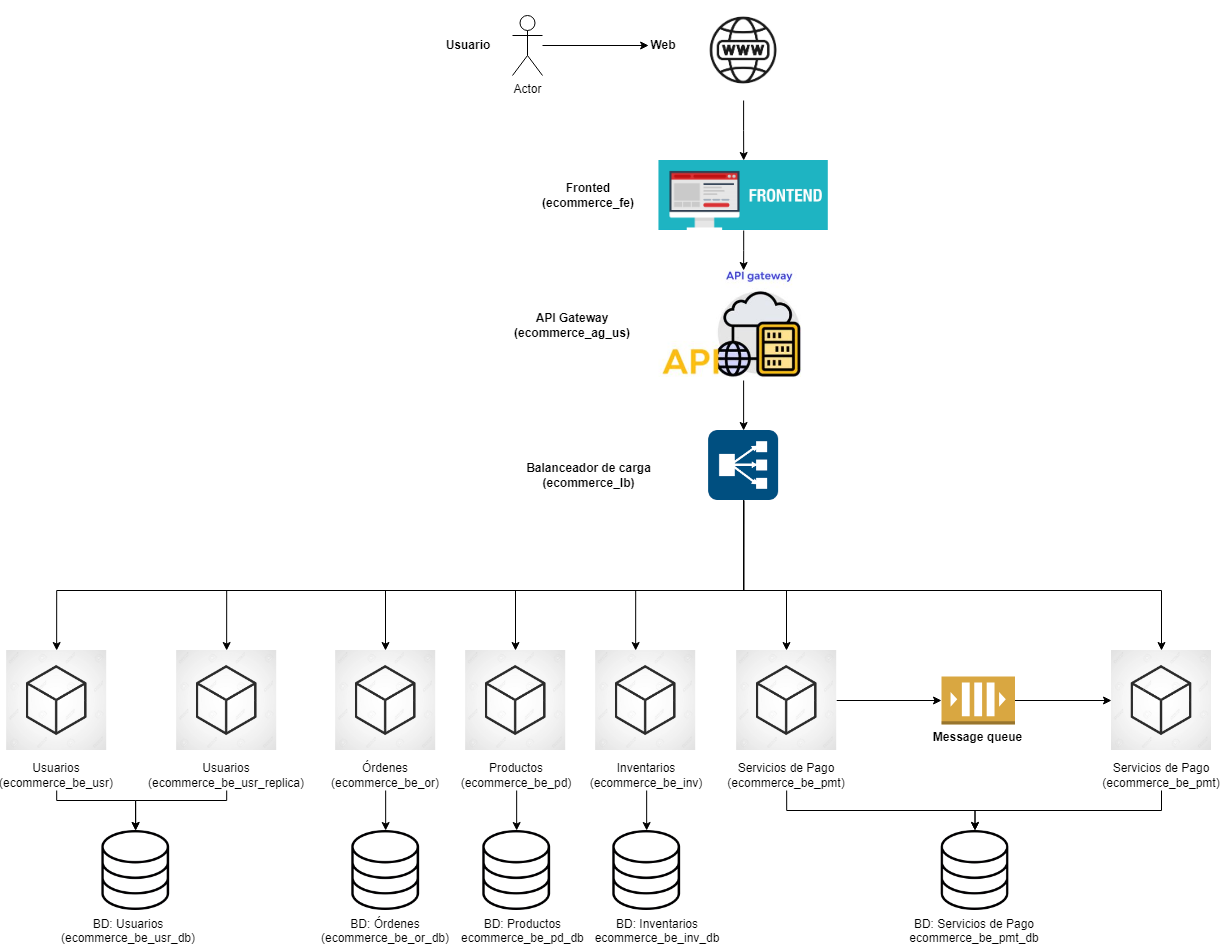 Usuario
Web
WWW
Actor
Fronted
(ecommerce_fe)
FRONTEND
API gateway
API Gateway
(ecommerce_ag_us)
API
Balanceador de carga
(ecommerce_lb)
Message queue
Usuarios
(ecommerce_be_usr)
Usuarios
(ecommerce_be_usr_replica)
Órdenes
(ecommerce_be_or)
Productos
(ecommerce_be_pd)
Inventarios
(ecommerce_be_inv)
Servicios de Pago
(ecommerce_be_pmt)
Servicios de Pago
(ecommerce_be_pmt)
BD: Usuarios
(ecommerce_be_usr_db)
BD: Órdenes
(ecommerce_be_or_db)
BD: Productos
ecommerce_be_pd_db
BD: Inventarios
ecommerce_be_inv_db
BD: Servicios de Pago
ecommerce_be_pmt_db